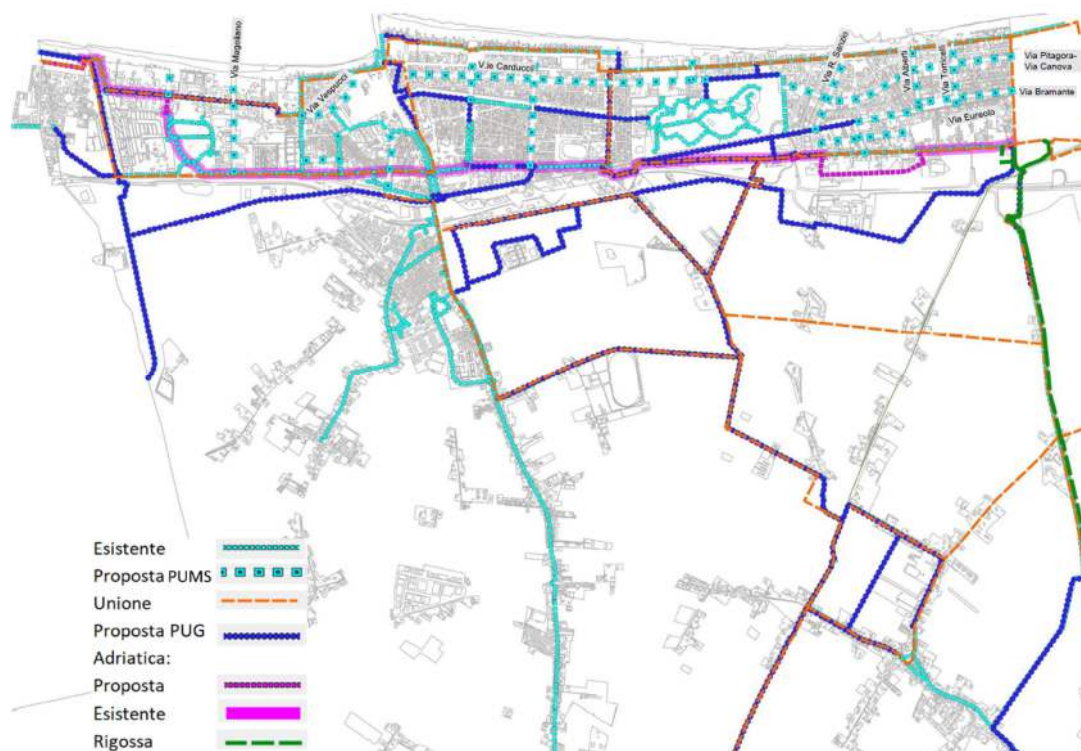 Via Magellano
Via Vespucci
V.le Carducci
Via R. Sanzio
Via Alberti
Via Torricelli
Via Pitagora-
Via Canova
Via Bramante
Via Euresolo
Esistente
Proposta PUMS
Unione
Proposta PUG
Adriatica:
Proposta
Esistente
Rigossa